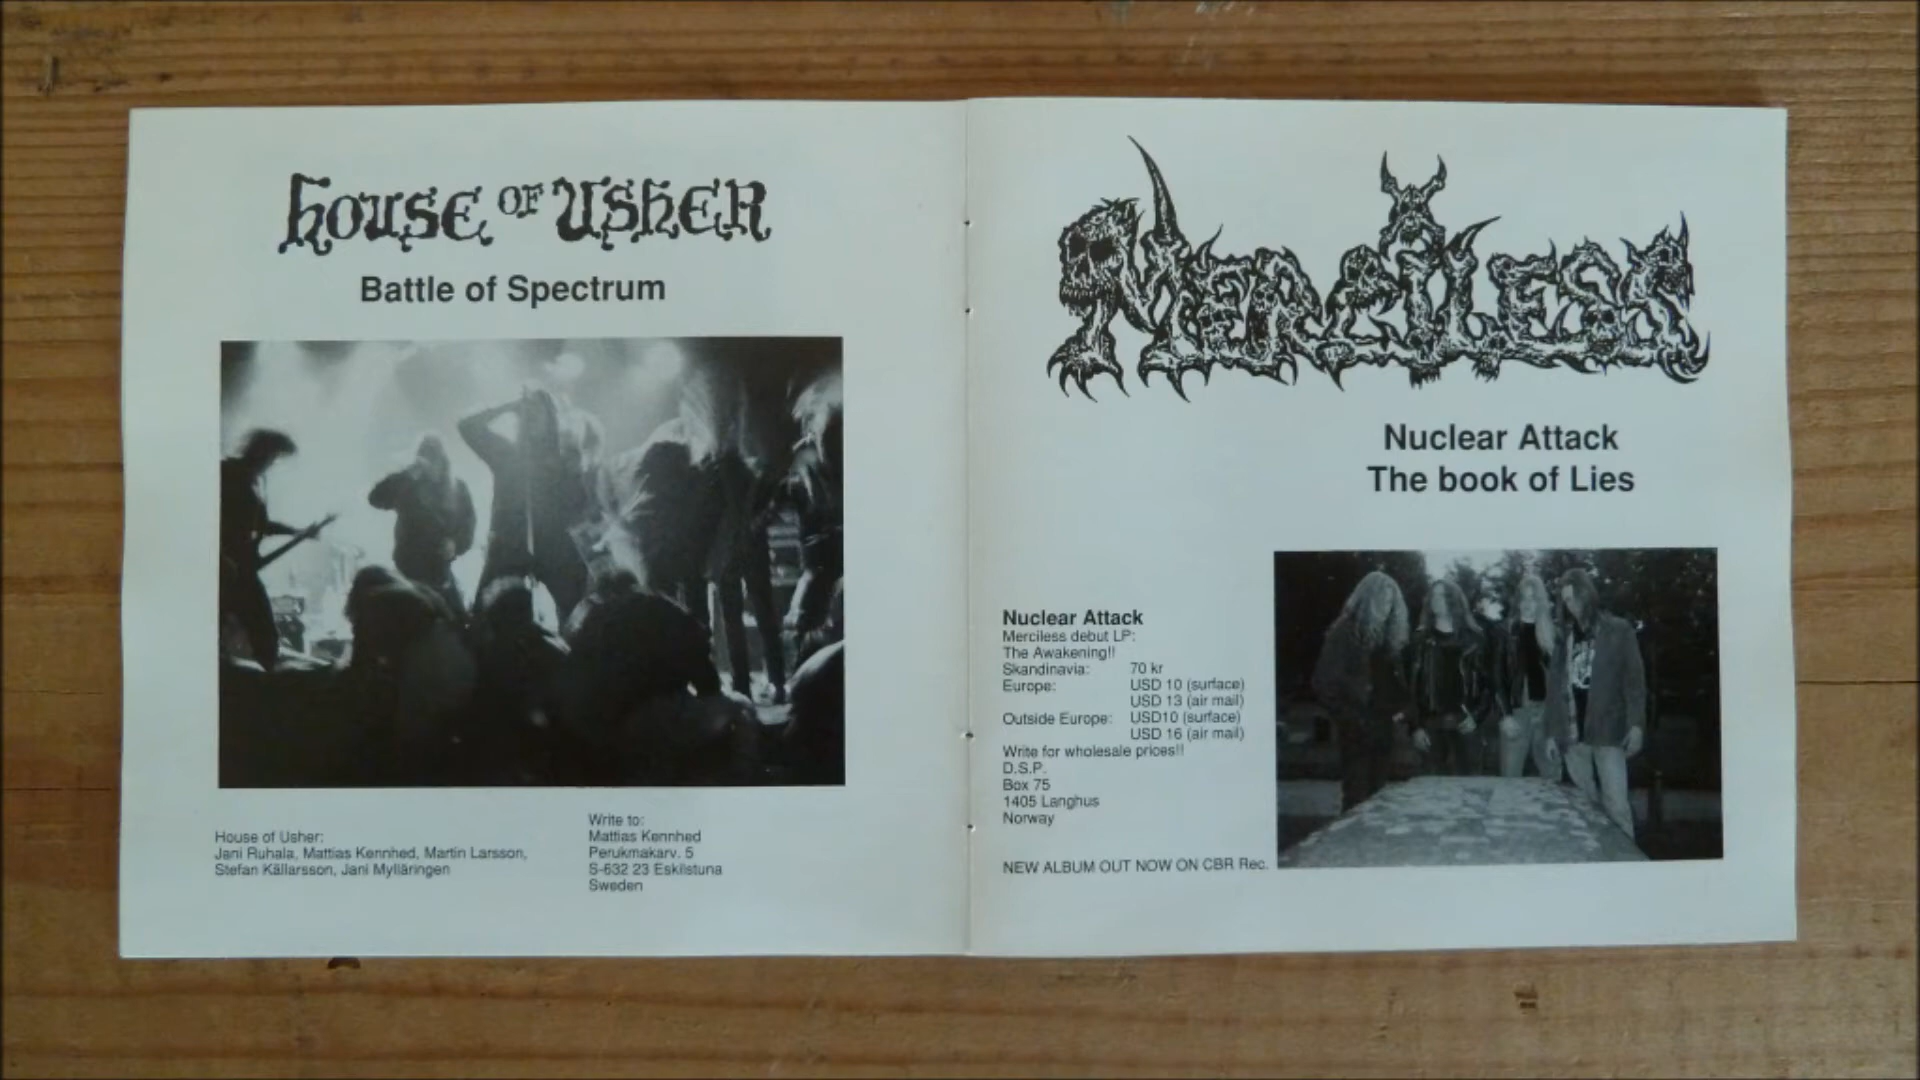 HOUSE OF USHER
Battle of Spectrum
House of Usher:
Jani Ruhala, Mattias Kennhed, Martin Larsson,
Stefan Källarsson, Jani Mylläringen
Write to:
Mattias Kennhed
Perukmakarv. 5
S-632 23 Eskilstuna
Sweden
MERCILESS
Nuclear Attack
The book of Lies
Nuclear Attack
Merciless debut LP:
The Awakening!!
Skandinavia: 70 kr
Europe: USD 10 (surface)
USD 13 (air mail)
Outside Europe: USD10 (surface)
USD 16 (air mail)
Write for wholesale prices!!
D.S.P.
Box 75
1405 Langhus
Norway
NEW ALBUM OUT NOW ON CBR Rec.